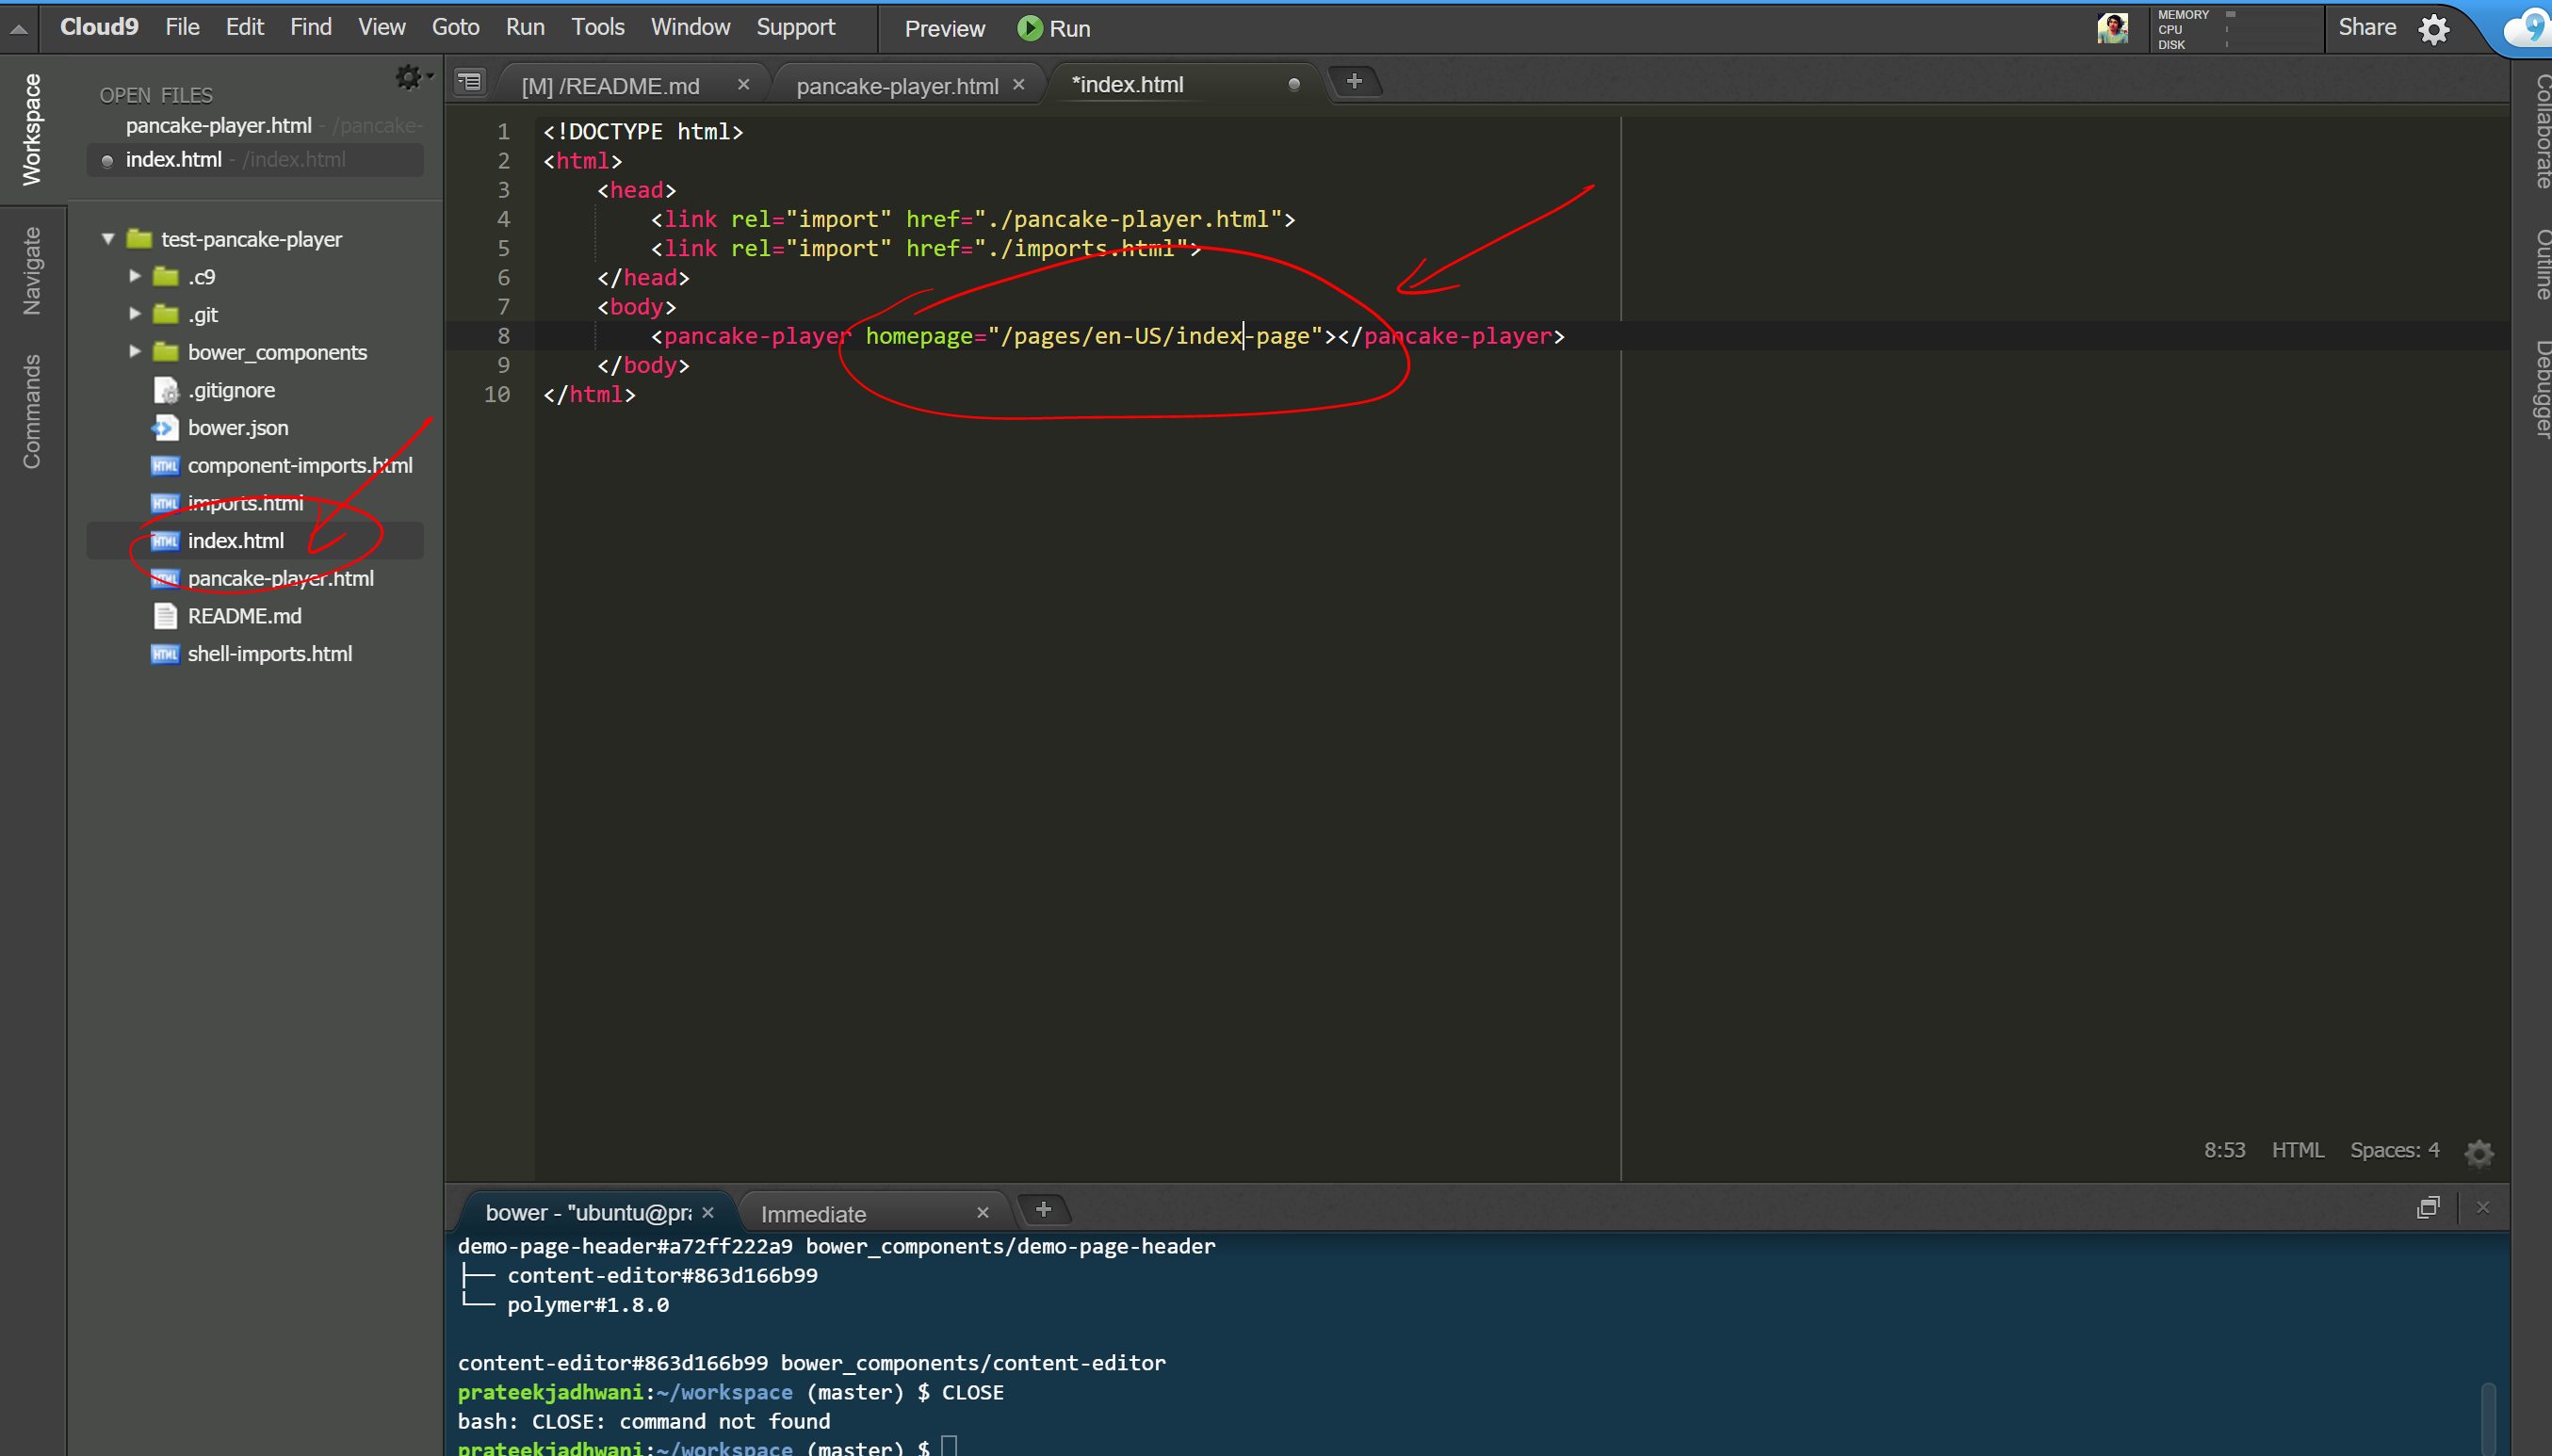 Cloud9 File Edit Find View Goto Run Tools Window Support Preview Run
MEMORY
CPU
DISK
Share
Workspace
Navigate
Commands
OPEN FILES
pancake-player.html - /pancake-
index.html - /index.html
test-pancake-player
.c9
.git
bower_components
.gitignore
bower.json
component-imports.html
imports.html
index.html
pancake-player.html
README.md
shell-imports.html
[M] /README.md
pancake-player.html
*index.html
1 <!DOCTYPE html>
2 <html>
3 <head>
4 <link rel="import" href="./pancake-player.html">
5 <link rel="import" href="./imports.html">
6 </head>
7 <body>
8 <pancake-player homepage="/pages/en-US/index-page"></pancake-player>
9 </body>
10 </html>
8:53 HTML Spaces: 4
Collaborate
Outline
Debugger
bower - "ubuntu@pra
Immediate
demo-page-header#a72ff222a9 bower_components/demo-page-header
├── content-editor#863d166b99
└── polymer#1.8.0
content-editor#863d166b99 bower_components/content-editor
prateekjadhwani:~/workspace (master) $ CLOSE
bash: CLOSE: command not found
prateekjadhwani:~/workspace (master) $